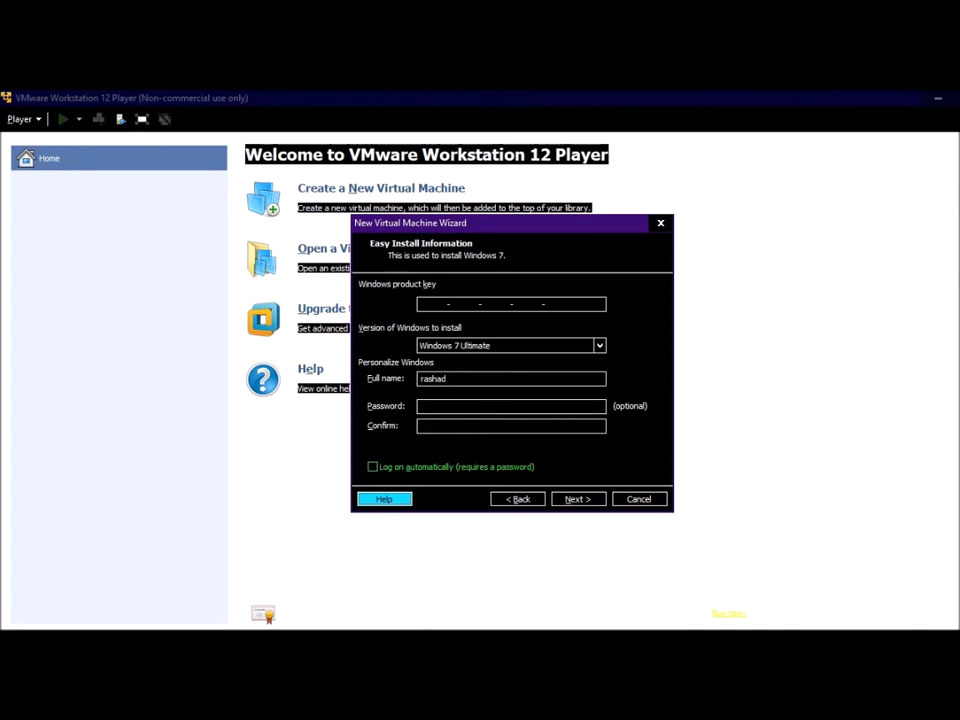 VMware Workstation 12 Player (Non-commercial use only)
Player
Home
Welcome to VMware Workstation 12 Player
Create a New Virtual Machine
Create a new virtual machine, which will then be added to the top of your library.
New Virtual Machine Wizard
x
Easy Install Information
This is used to install Windows 7.
Open a Vi
Open an existi
Windows product key
- - - -
Upgrade t
Get advanced
Version of Windows to install
Windows 7 Ultimate
Personalize Windows
Help
View online hel
Full name: rashad
Password: (optional)
Confirm:
Log on automatically (requires a password)
Help < Back Next > Cancel